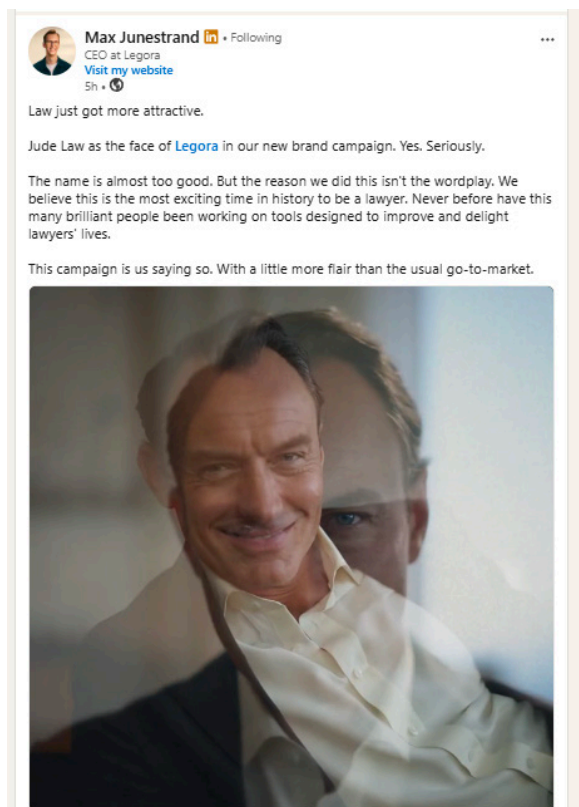 Max Junestrand in • Following
CEO at Legora
Visit my website
5h •
Law just got more attractive.
Jude Law as the face of Legora in our new brand campaign. Yes. Seriously.
The name is almost too good. But the reason we did this isn't the wordplay. We
believe this is the most exciting time in history to be a lawyer. Never before have this
many brilliant people been working on tools designed to improve and delight
lawyers' lives.
This campaign is us saying so. With a little more flair than the usual go-to-market.